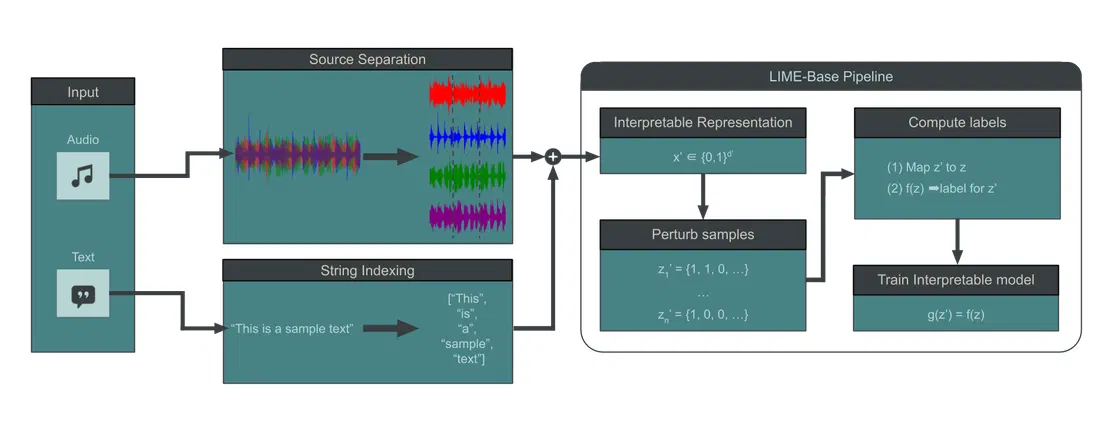 Input
Audio
Text
Source Separation
String Indexing
“This is a sample text”
[“This”,
“is”,
“a”,
“sample”,
“text”]
LIME-Base Pipeline
Interpretable Representation
x’ ∈ {0,1}^d’
Perturb samples
z₁’ = {1, 1, 0, …}
…
zₙ’ = {1, 0, 0, …}
Compute labels
(1) Map z’ to z
(2) f(z) ➡label for z’
Train Interpretable model
g(z’) = f(z)